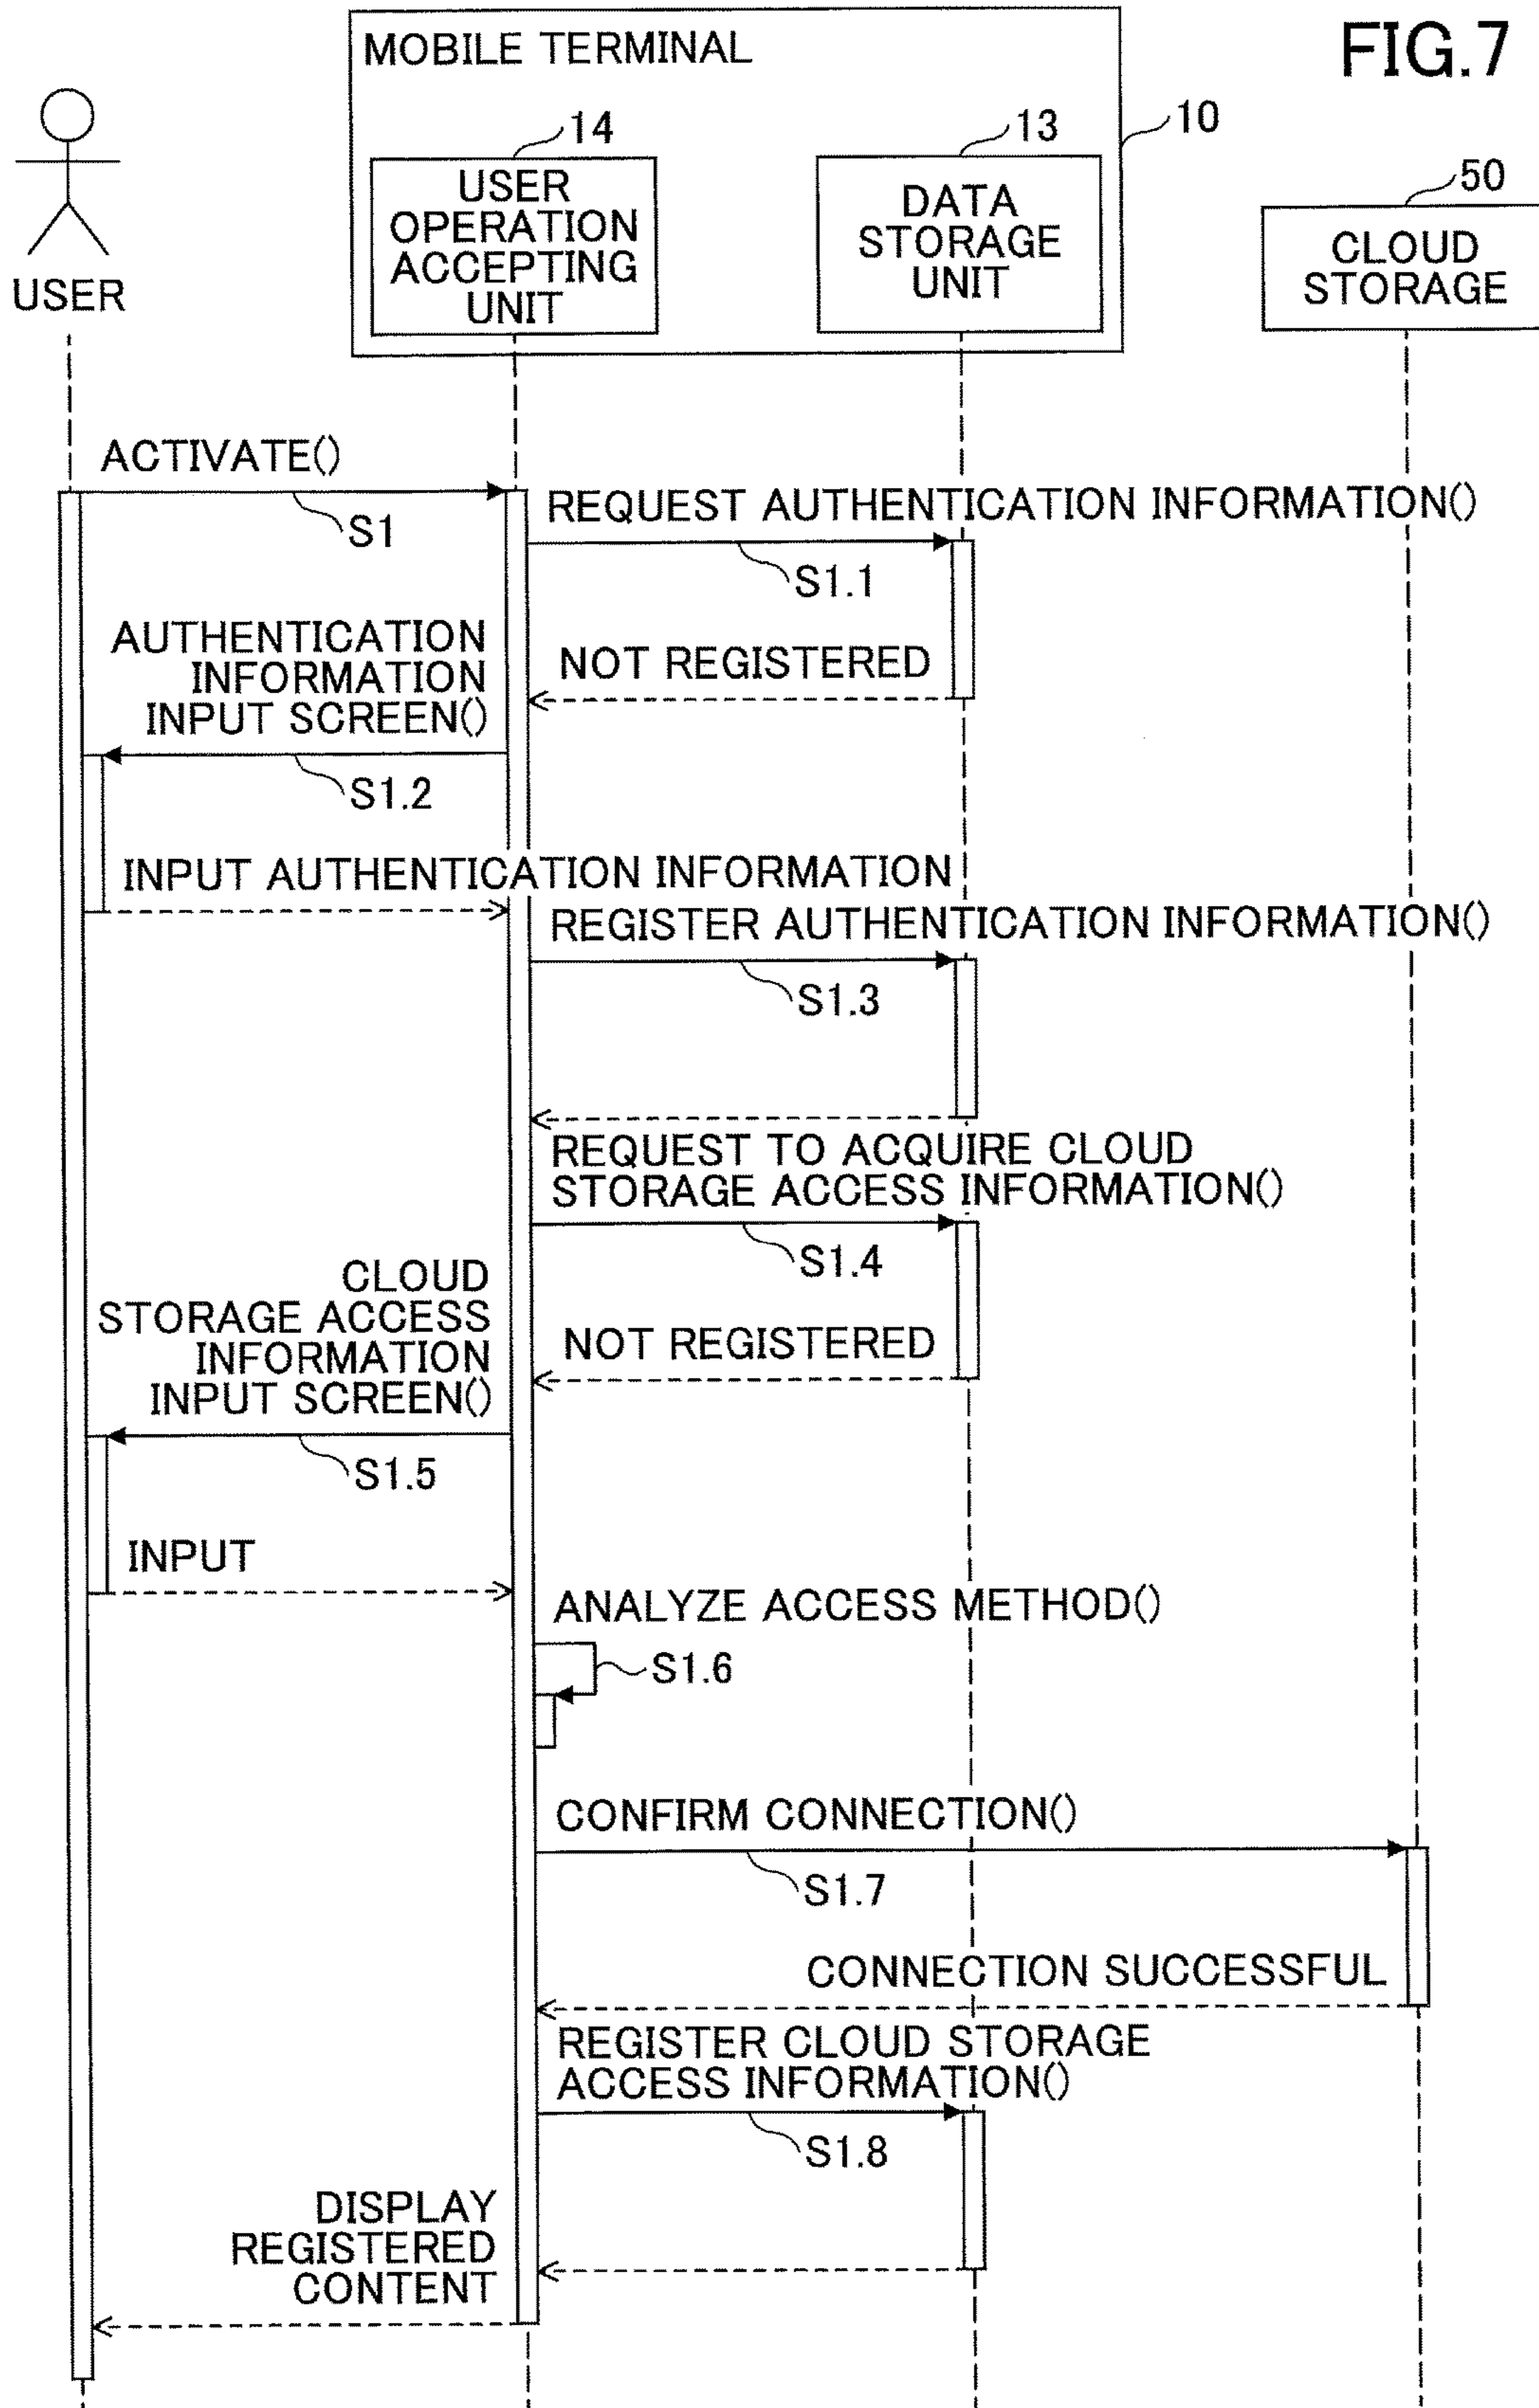 FIG.7
MOBILE TERMINAL
10
14
13
50
USER
USER
OPERATION
ACCEPTING
UNIT
DATA
STORAGE
UNIT
CLOUD
STORAGE
ACTIVATE()
S1
REQUEST AUTHENTICATION INFORMATION()
S1.1
NOT REGISTERED
AUTHENTICATION
INFORMATION
INPUT SCREEN()
S1.2
INPUT AUTHENTICATION INFORMATION
REGISTER AUTHENTICATION INFORMATION()
S1.3
REQUEST TO ACQUIRE CLOUD
STORAGE ACCESS INFORMATION()
S1.4
NOT REGISTERED
CLOUD
STORAGE ACCESS
INFORMATION
INPUT SCREEN()
S1.5
INPUT
ANALYZE ACCESS METHOD()
S1.6
CONFIRM CONNECTION()
S1.7
CONNECTION SUCCESSFUL
REGISTER CLOUD STORAGE
ACCESS INFORMATION()
S1.8
DISPLAY
REGISTERED
CONTENT